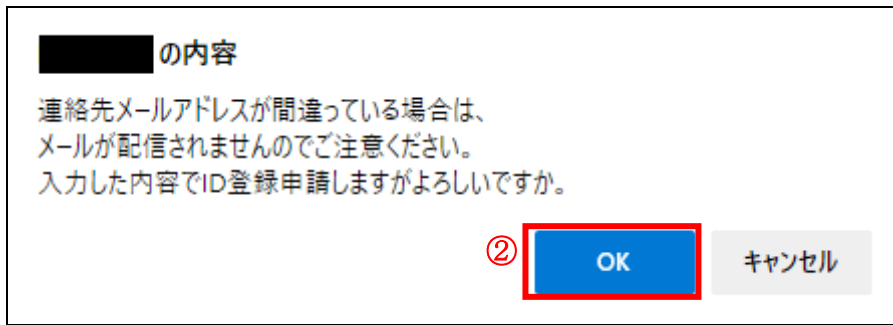 の内容
連絡先メールアドレスが間違っている場合は、
メールが配信されませんのでご注意ください。
入力した内容でID登録申請しますがよろしいですか。
② OK キャンセル